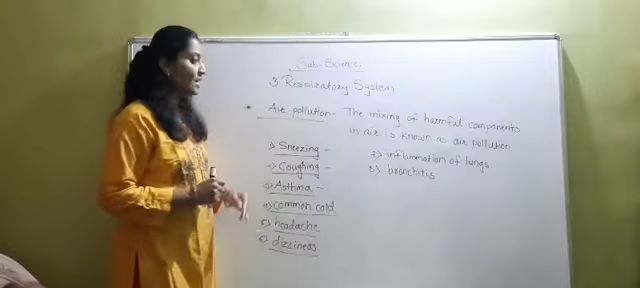 Sub-Science
3 Respiratory System
* Air-pollution - The mixing of harmful components
in air is known as air pollution
1) Sneezing -
2) Coughing -
3) Asthma -
4) common cold
5) headache
6) dizziness
7) inflammation of lungs
8) bronchitis